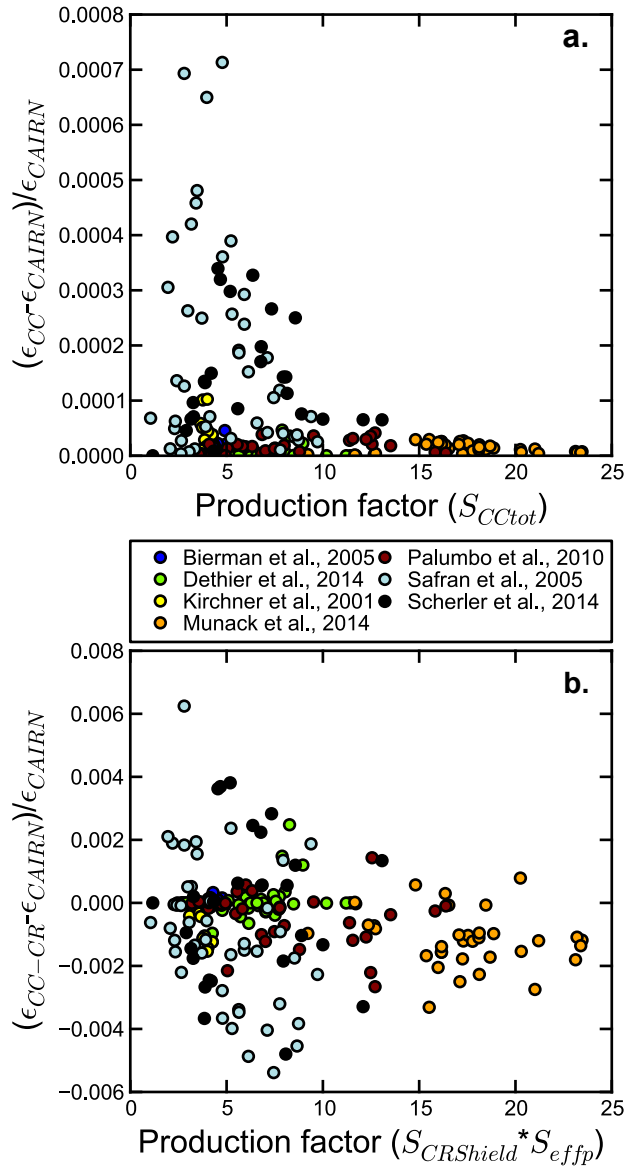 a.
0.0008
0.0007
0.0006
0.0005
0.0004
0.0003
0.0002
0.0001
0.0000
(ϵ_CC-ϵ_CAIRN)/ϵ_CAIRN
0 5 10 15 20 25
Production factor (S_CCtot)
Bierman et al., 2005 Palumbo et al., 2010
Dethier et al., 2014 Safran et al., 2005
Kirchner et al., 2001 Scherler et al., 2014
Munack et al., 2014
b.
0.008
0.006
0.004
0.002
0.000
−0.002
−0.004
−0.006
(ϵ_CC−CR-ϵ_CAIRN)/ϵ_CAIRN
0 5 10 15 20 25
Production factor (S_CRShield*S_effp)